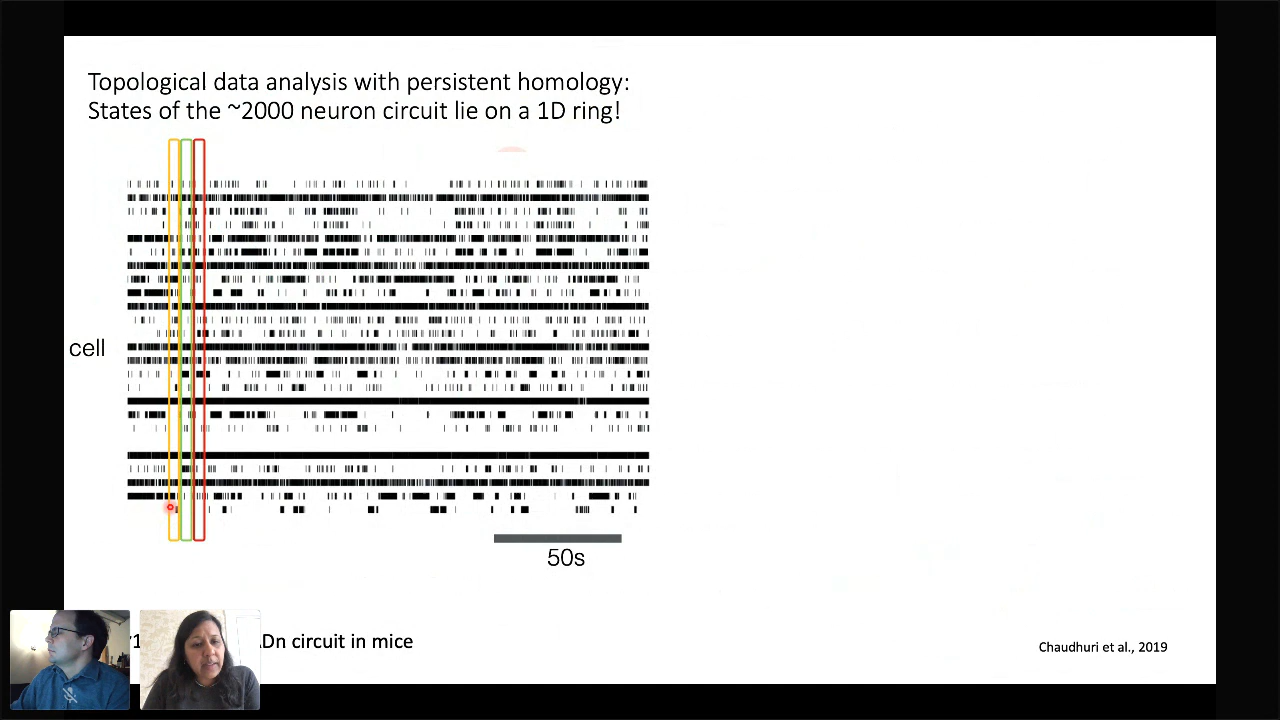 Topological data analysis with persistent homology:
States of the ~2000 neuron circuit lie on a 1D ring!
cell
50s
circuit in mice
Chaudhuri et al., 2019